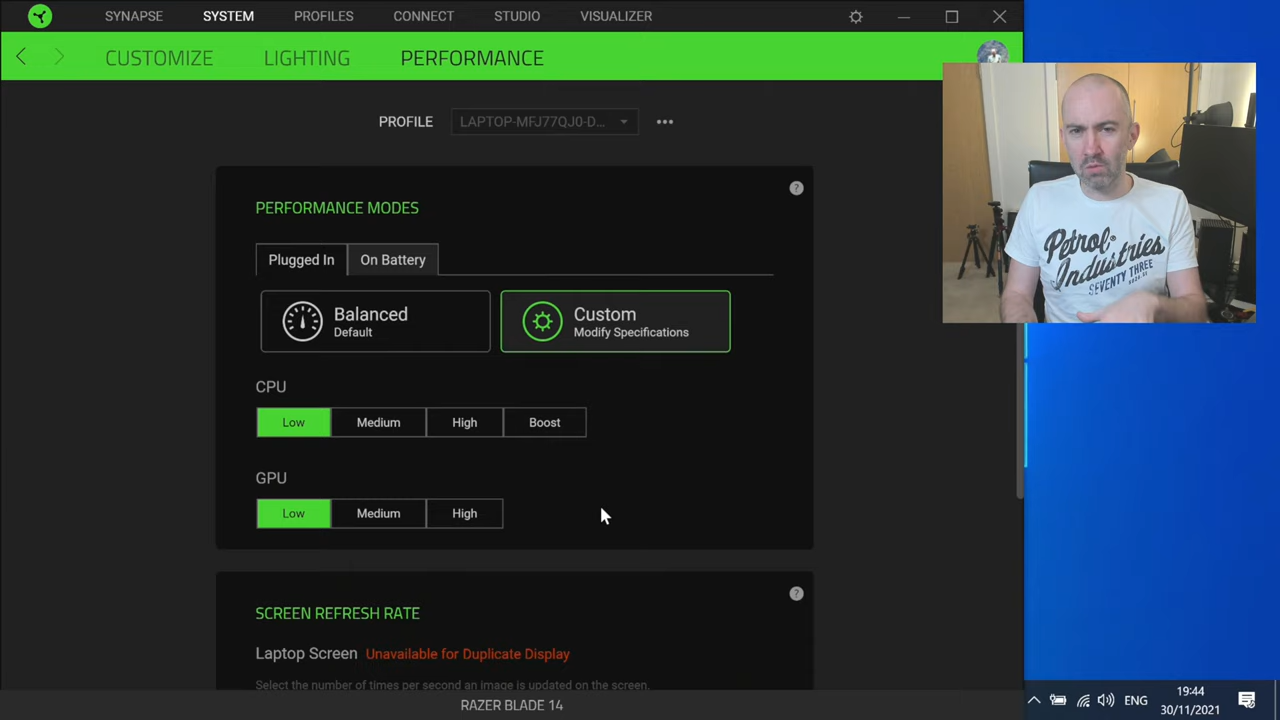 SYNAPSE SYSTEM PROFILES CONNECT STUDIO VISUALIZER
CUSTOMIZE LIGHTING PERFORMANCE
PROFILE LAPTOP-MFJ77QJ0-D... •••
?
PERFORMANCE MODES
Plugged In On Battery
Balanced
Default
Custom
Modify Specifications
CPU
Low Medium High Boost
GPU
Low Medium High
?
SCREEN REFRESH RATE
Laptop Screen Unavailable for Duplicate Display
Select the number of times per second an image is updated on the screen.
RAZER BLADE 14
Petrol
Industries
SEVENTY THREE
ENG
19:44
30/11/2021